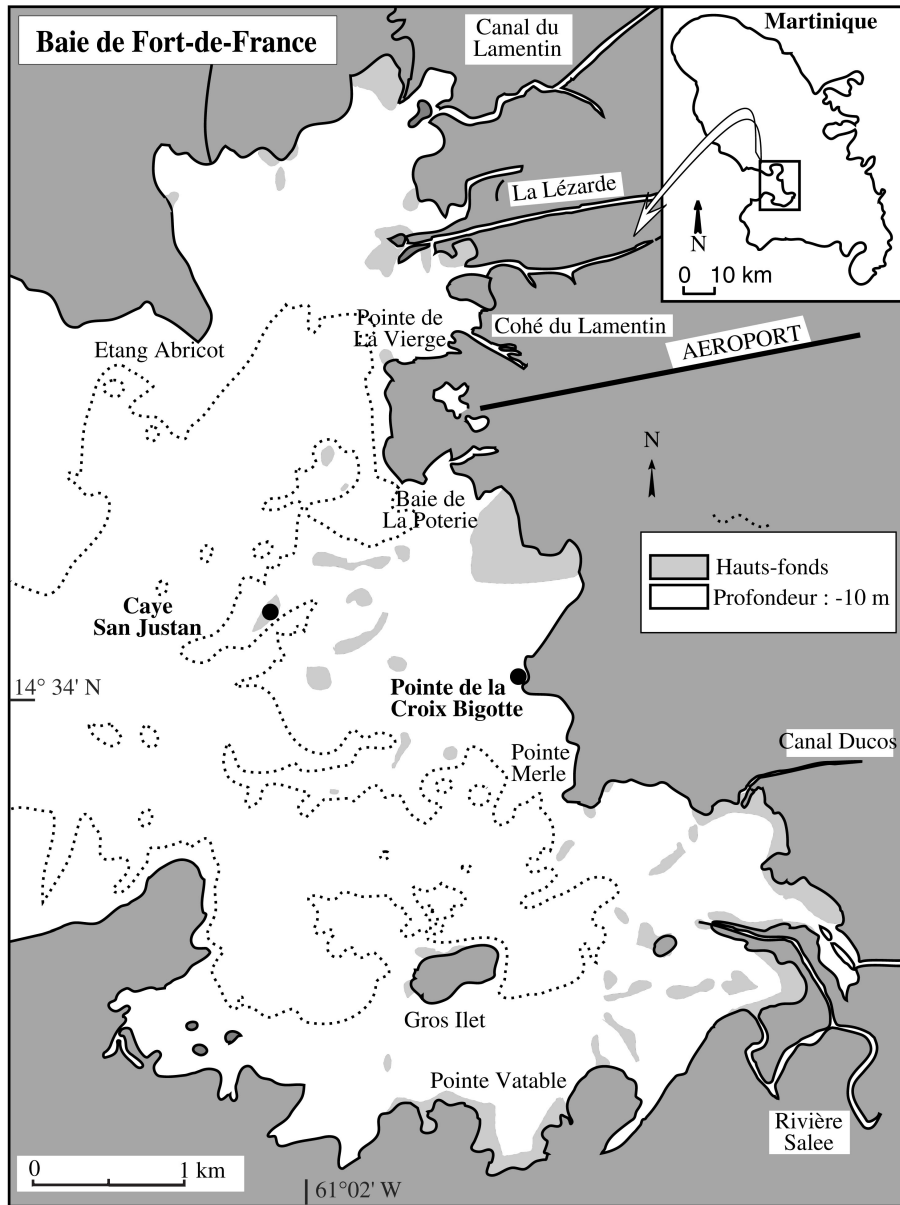 Baie de Fort-de-France
Canal du
Lamentin
Martinique
La Lézarde
N
0 10 km
Pointe de
La Vierge
Cohé du Lamentin
AEROPORT
Etang Abricot
N
Baie de
La Poterie
Hauts-fonds
Profondeur : -10 m
Caye
San Justan
14° 34' N
Pointe de la
Croix Bigotte
Pointe
Merle
Canal Ducos
Gros Ilet
Pointe Vatable
Rivière
Salee
0 1 km
61°02' W